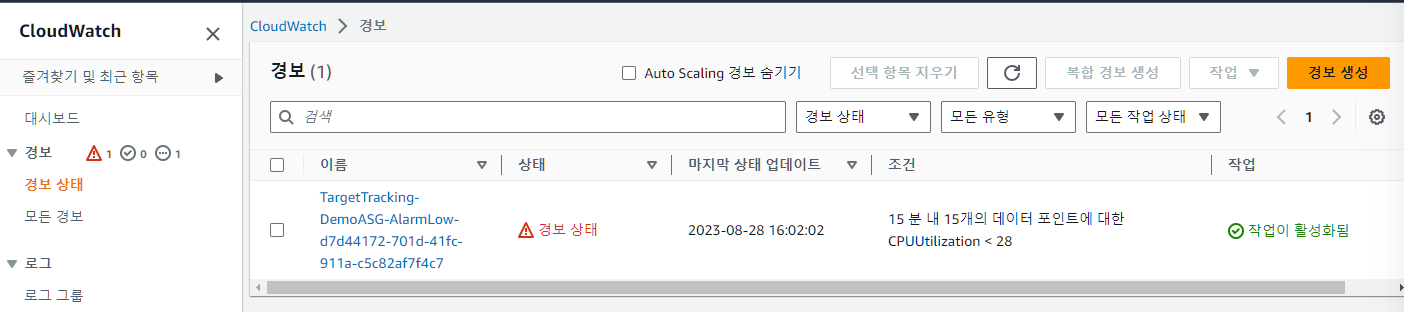 CloudWatch
즐겨찾기 및 최근 항목
대시보드
경보 1 0 1
경보 상태
모든 경보
로그
로그 그룹
CloudWatch > 경보
경보 (1)
Auto Scaling 경보 숨기기
선택 항목 지우기
복합 경보 생성
작업
경보 생성
검색
경보 상태
모든 유형
모든 작업 상태
1
이름 상태 마지막 상태 업데이트 조건 작업
TargetTracking-
DemoASG-AlarmLow-
d7d44172-701d-41fc-
911a-c5c82af7f4c7
경보 상태
2023-08-28 16:02:02
15 분 내 15개의 데이터 포인트에 대한
CPUUtilization < 28
작업이 활성화됨